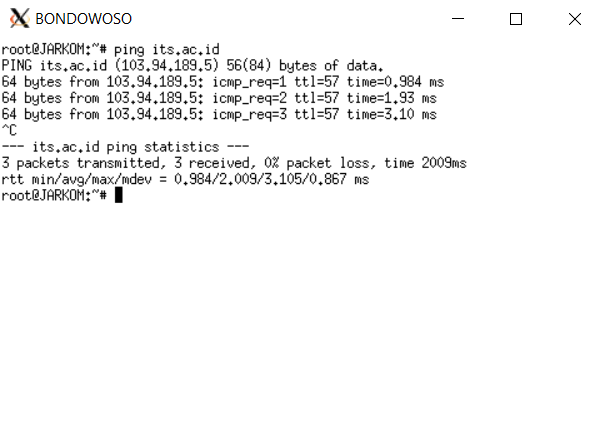 BONDOWOSO
root@JARKOM:~# ping its.ac.id
PING its.ac.id (103.94.189.5) 56(84) bytes of data.
64 bytes from 103.94.189.5: icmp_req=1 ttl=57 time=0.984 ms
64 bytes from 103.94.189.5: icmp_req=2 ttl=57 time=1.93 ms
64 bytes from 103.94.189.5: icmp_req=3 ttl=57 time=3.10 ms
^C
--- its.ac.id ping statistics ---
3 packets transmitted, 3 received, 0% packet loss, time 2009ms
rtt min/avg/max/mdev = 0.984/2.009/3.105/0.867 ms
root@JARKOM:~#